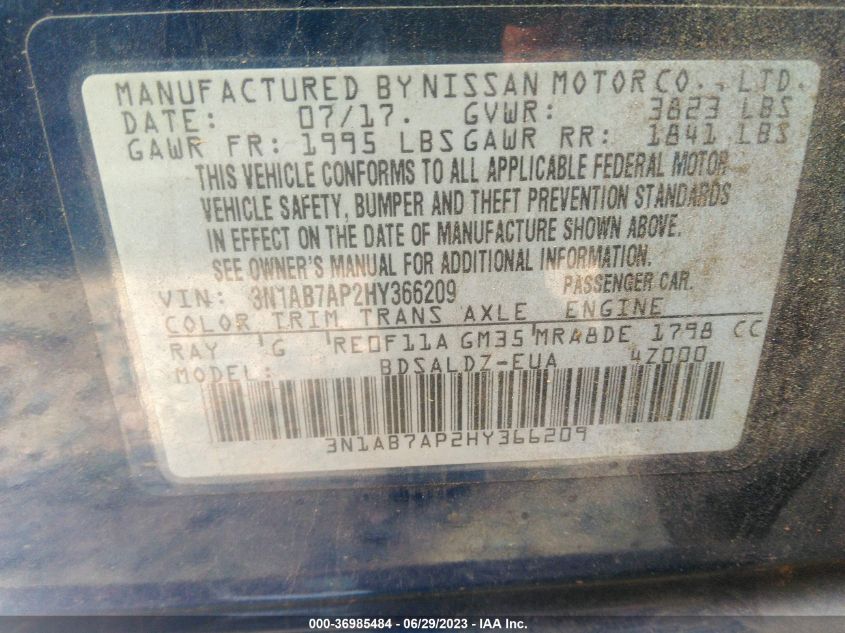 MANUFACTURED BY NISSAN MOTOR CO., LTD.
DATE: 07/17. GVWR: 3823 LBS
GAWR FR: 1995 LBS GAWR RR: 1841 LBS
THIS VEHICLE CONFORMS TO ALL APPLICABLE FEDERAL MOTOR
VEHICLE SAFETY, BUMPER AND THEFT PREVENTION STANDARDS
IN EFFECT ON THE DATE OF MANUFACTURE SHOWN ABOVE.
SEE OWNER'S MANUAL FOR ADDITIONAL INFORMATION.
VIN: 3N1AB7AP2HY366209 PASSENGER CAR.
COLOR TRIM TRANS AXLE ENGINE
RAY G RE0F11A GM35 MRA8DE 1798 CC
MODEL: BDSALDZ-EUA 4Z000
3N1AB7AP2HY366209
000-36985484 - 06/29/2023 - IAA Inc.